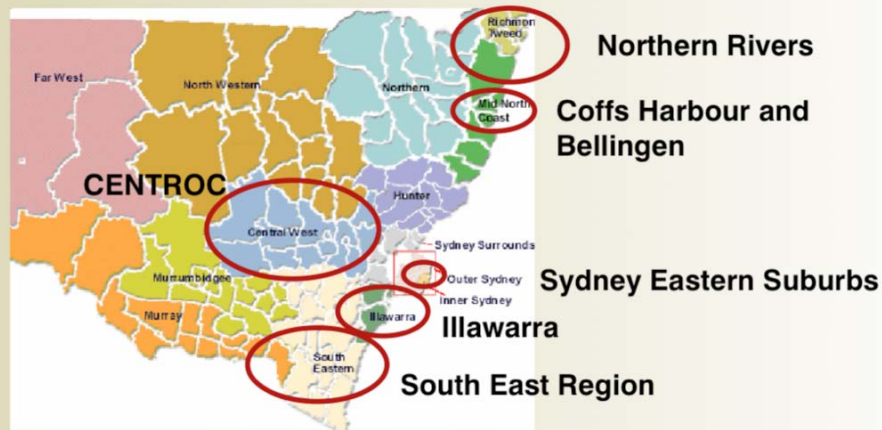 Richmon
Tweed
Northern Rivers
Far West
North Western
Northern
Mid-North
Coast
Coffs Harbour and
Bellingen
CENTROC
Hunter
Central West
Sydney Surrounds
Murrumbidgee
Outer Sydney
Sydney Eastern Suburbs
Inner Sydney
Murray
Illawarra
Illawarra
South
Eastern
South East Region